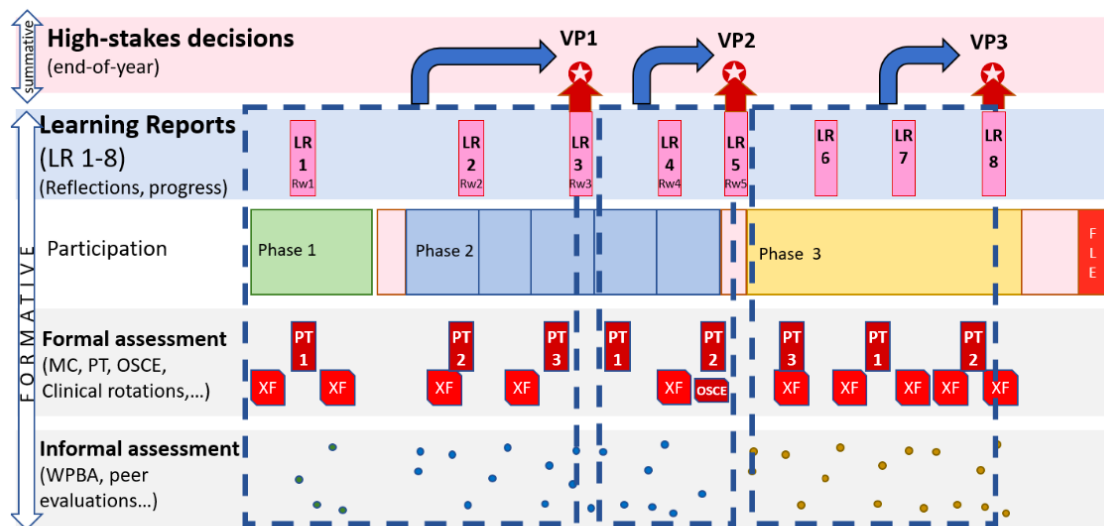 summative
High-stakes decisions
(end-of-year)
VP1
VP2
VP3
FORMATIVE
Learning Reports
(LR 1-8)
(Reflections, progress)
LR
1
Rw1
LR
2
Rw2
LR
3
Rw3
LR
4
Rw4
LR
5
Rw5
LR
6
LR
7
LR
8
Participation
Phase 1
Phase 2
Phase 3
F
L
E
Formal assessment
(MC, PT, OSCE,
Clinical rotations,...)
PT
1
PT
2
PT
3
PT
1
PT
2
PT
3
PT
1
PT
2
XF
XF
XF
XF
XF
OSCE
XF
XF
XF
XF
XF
Informal assessment
(WPBA, peer
evaluations...)